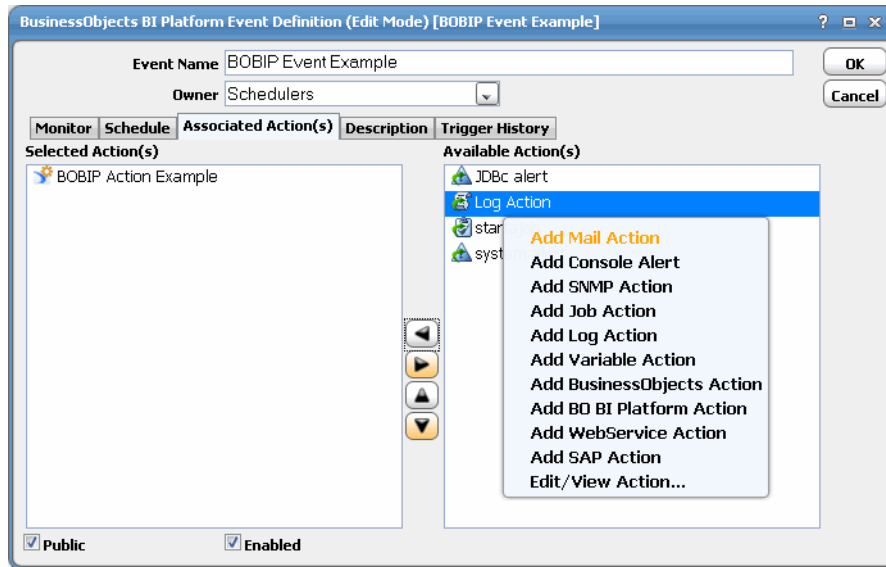 BusinessObjects BI Platform Event Definition (Edit Mode) [BOBIP Event Example]
Event Name BOBIP Event Example
OK
Owner Schedulers
Cancel
Monitor Schedule Associated Action(s) Description Trigger History
Selected Action(s)
BOBIP Action Example
Available Action(s)
JDBc alert
Log Action
Add Mail Action
Add Console Alert
Add SNMP Action
Add Job Action
Add Log Action
Add Variable Action
Add BusinessObjects Action
Add BO BI Platform Action
Add WebService Action
Add SAP Action
Edit/View Action...
Public
Enabled